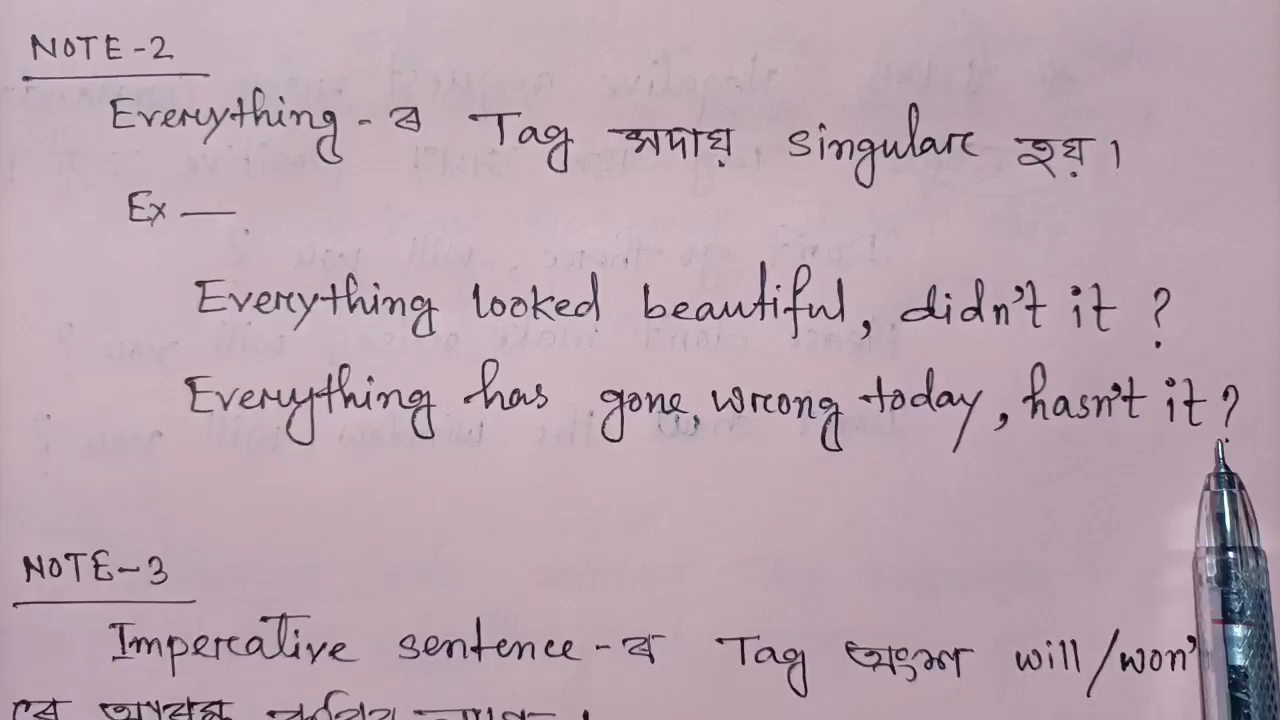 NOTE-2
Everything-ৰ Tag সদায় singular হয়।
Ex —
Everything looked beautiful, didn't it ?
Everything has gone wrong today, hasn't it ?
NOTE-3
Imperative sentence-ৰ Tag অংশ will/won'
ৰে আৰম্ভ